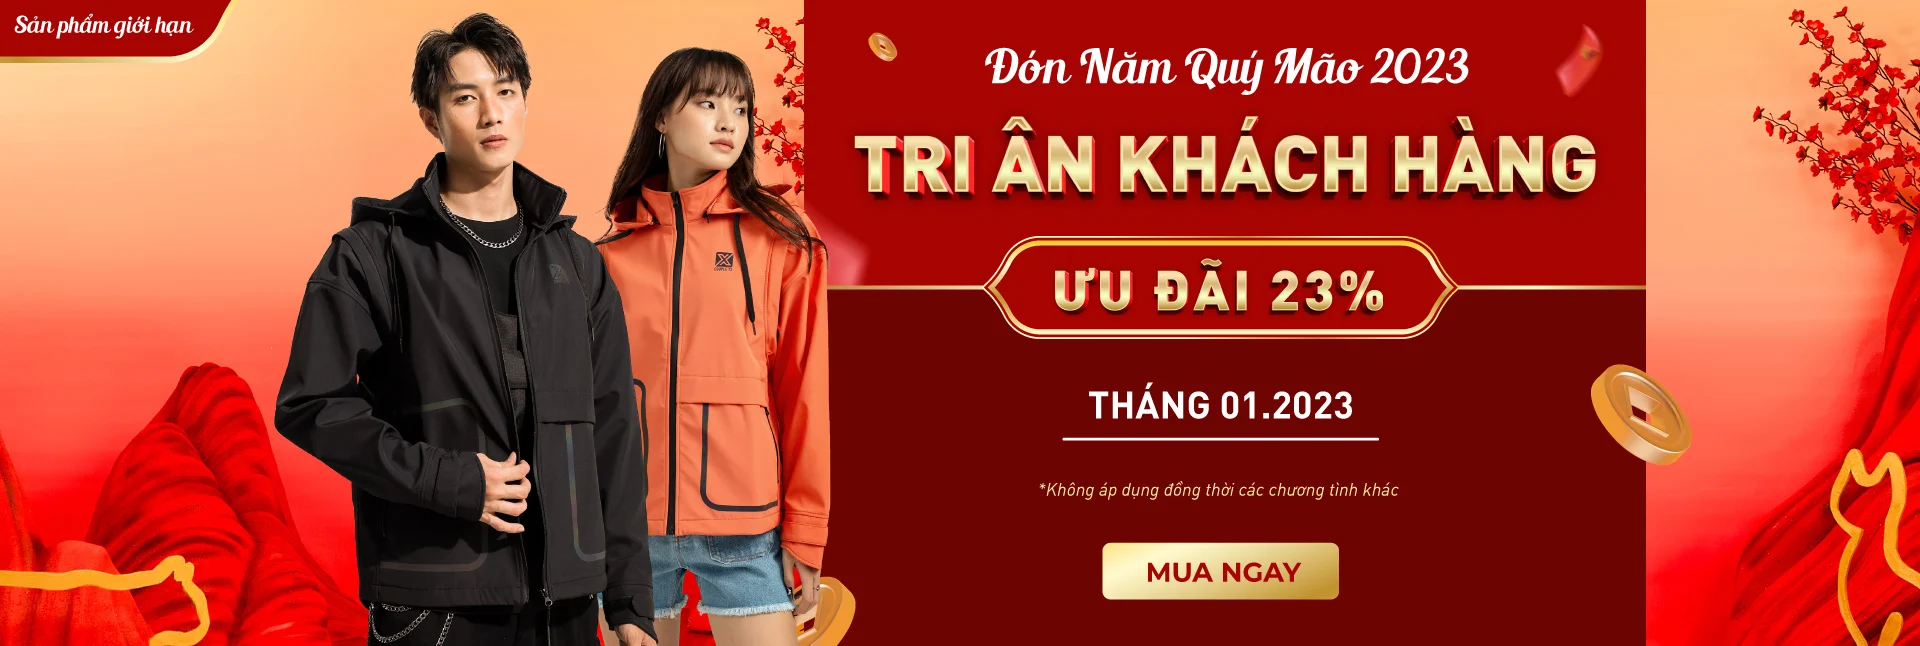 Sản phẩm giới hạn
Đón Năm Quý Mão 2023
TRI ÂN KHÁCH HÀNG
ƯU ĐÃI 23%
THÁNG 01.2023
*Không áp dụng đồng thời các chương tình khác
MUA NGAY